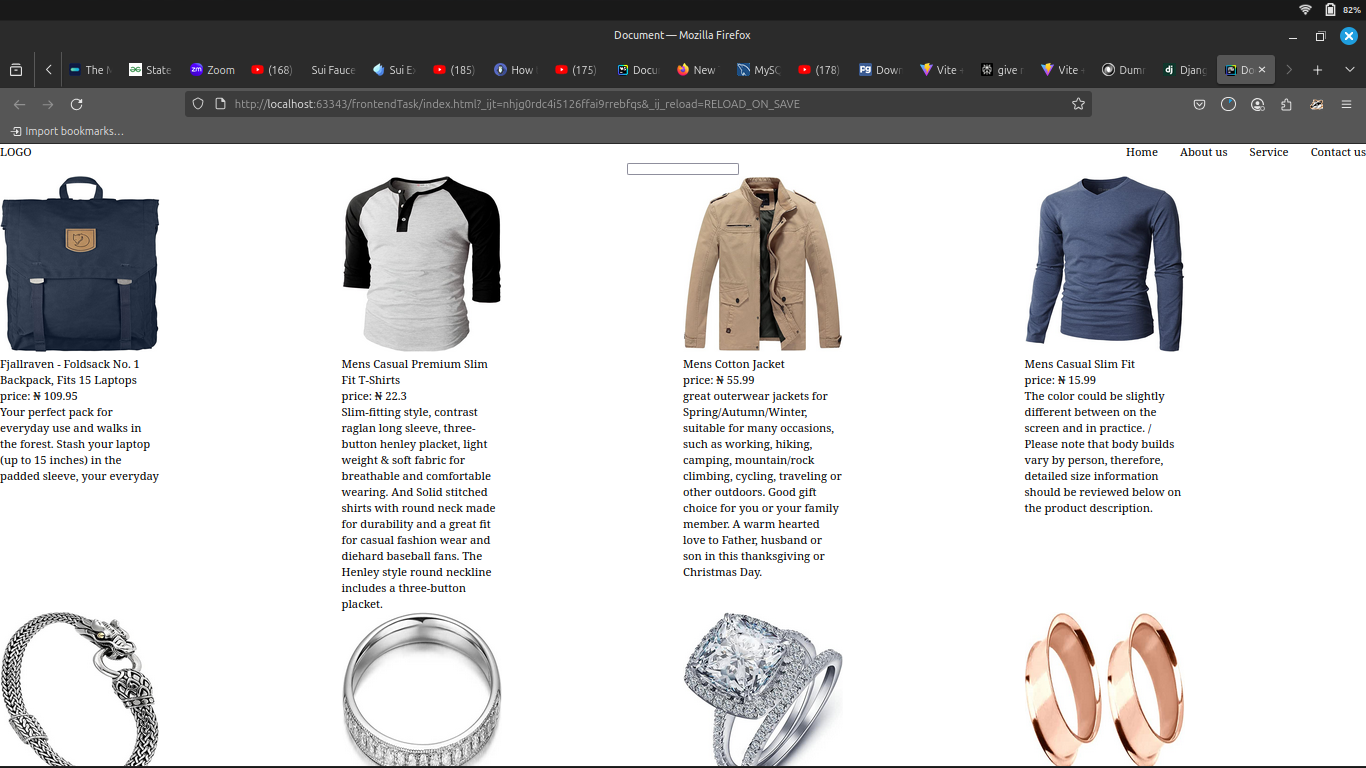 82%
Document — Mozilla Firefox
The N
State
Zoom
(168)
Sui Fauce
Sui E
(185)
How
(175)
Docu
New
MySQ
(178)
Down
Vite
give
Vite
Dum
Djang
Do
http://localhost:63343/frontendTask/index.html?_ijt=nhjg0rdc4i5126ffai9rrebfqs&_ij_reload=RELOAD_ON_SAVE
Import bookmarks…
LOGO
Home About us Service Contact us
Fjallraven - Foldsack No. 1
Backpack, Fits 15 Laptops
price: ₦ 109.95
Your perfect pack for
everyday use and walks in
the forest. Stash your laptop
(up to 15 inches) in the
padded sleeve, your everyday
Mens Casual Premium Slim
Fit T-Shirts
price: ₦ 22.3
Slim-fitting style, contrast
raglan long sleeve, three-
button henley placket, light
weight & soft fabric for
breathable and comfortable
wearing. And Solid stitched
shirts with round neck made
for durability and a great fit
for casual fashion wear and
diehard baseball fans. The
Henley style round neckline
includes a three-button
placket.
Mens Cotton Jacket
price: ₦ 55.99
great outerwear jackets for
Spring/Autumn/Winter,
suitable for many occasions,
such as working, hiking,
camping, mountain/rock
climbing, cycling, traveling or
other outdoors. Good gift
choice for you or your family
member. A warm hearted
love to Father, husband or
son in this thanksgiving or
Christmas Day.
Mens Casual Slim Fit
price: ₦ 15.99
The color could be slightly
different between on the
screen and in practice. /
Please note that body builds
vary by person, therefore,
detailed size information
should be reviewed below on
the product description.